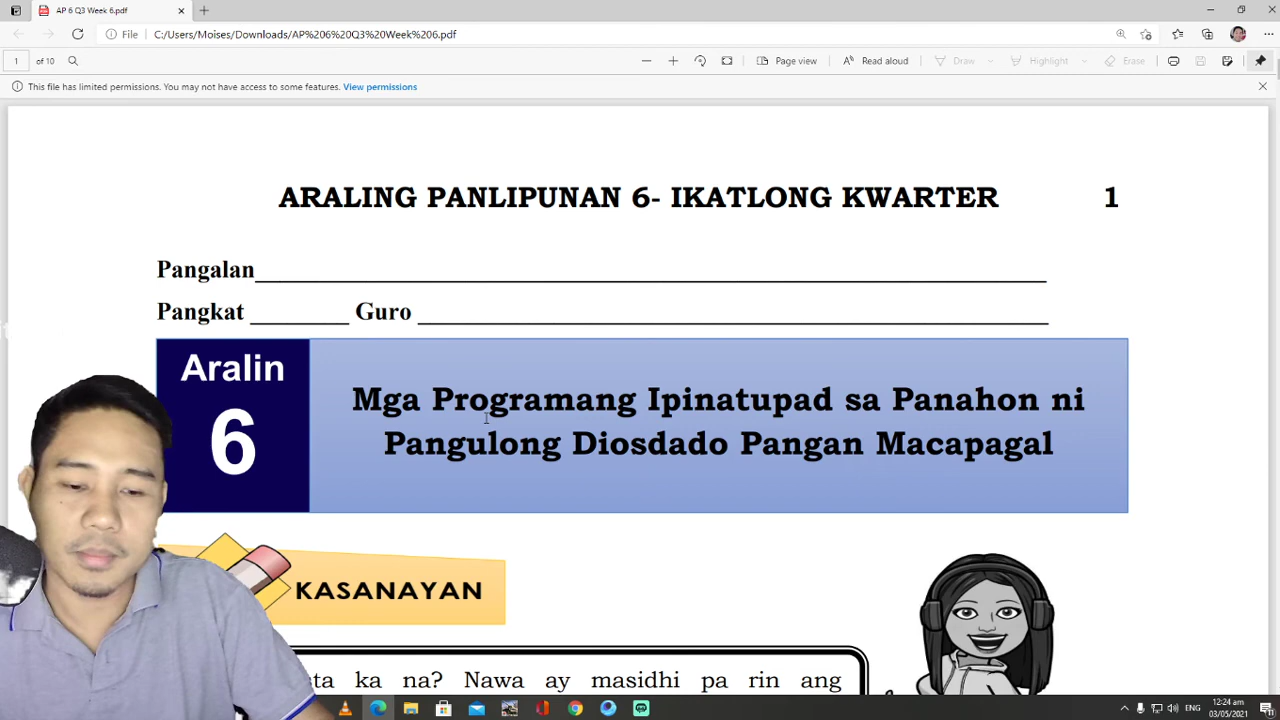 AP 6 Q3 Week 6.pdf
File C:/Users/Moises/Downloads/AP%206%20Q3%20Week%206.pdf
1 of 10 Page view Read aloud Draw Highlight Erase
This file has limited permissions. You may not have access to some features. View permissions
ARALING PANLIPUNAN 6- IKATLONG KWARTER 1
Pangalan
Pangkat Guro
Aralin
6
Mga Programang Ipinatupad sa Panahon ni
Pangulong Diosdado Pangan Macapagal
KASANAYAN
ka na? Nawa ay masidhi pa rin ang
12:24 am
ENG
03/05/2021